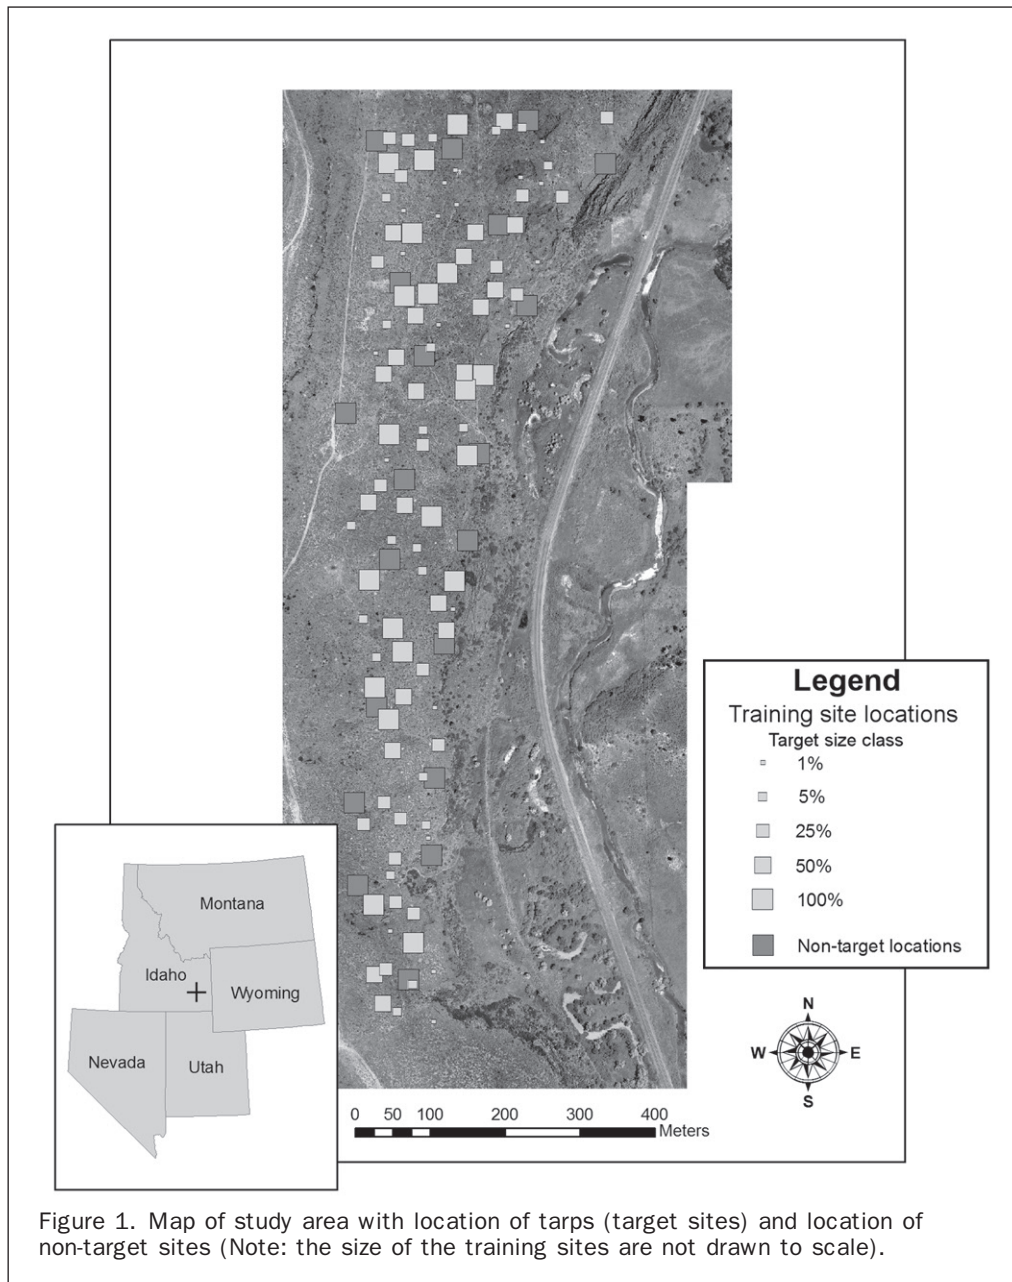 Legend
Training site locations
Target size class
1%
5%
25%
50%
100%
Non-target locations
Montana
Idaho
Wyoming
Nevada
Utah
N
W E
S
0 50 100 200 300 400
Meters
Figure 1. Map of study area with location of tarps (target sites) and location of
non-target sites (Note: the size of the training sites are not drawn to scale).